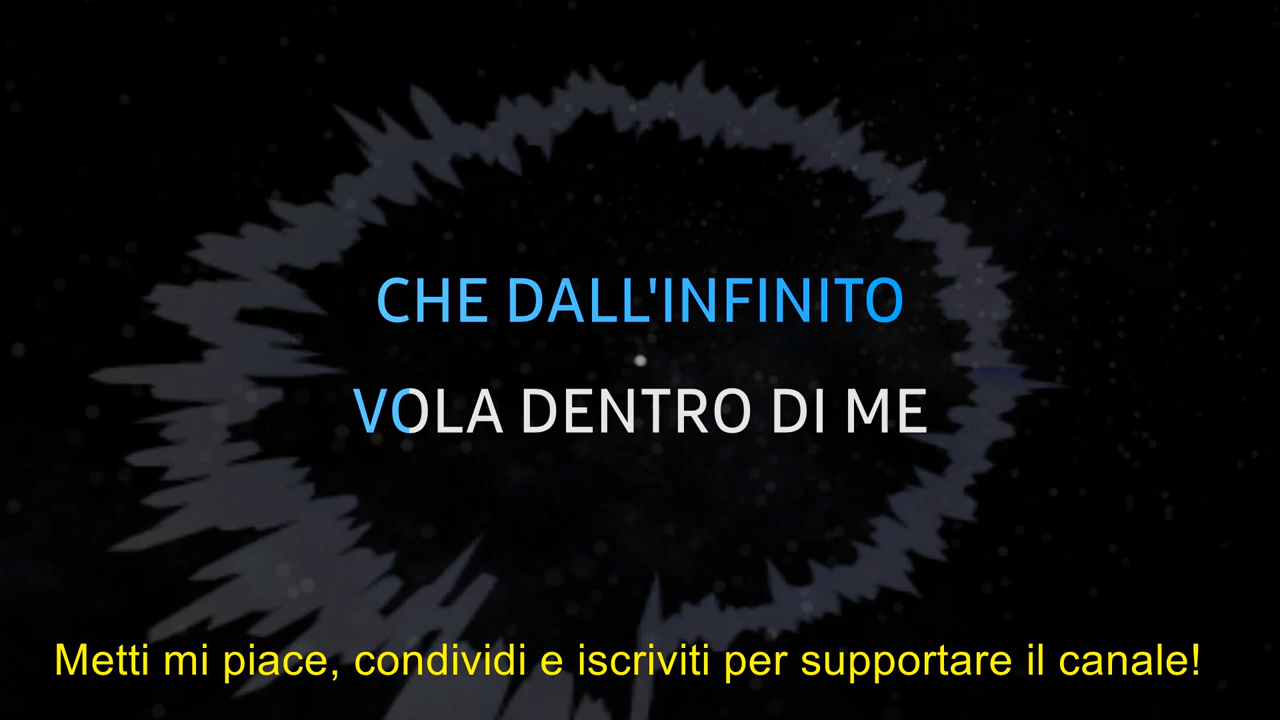 CHE DALL'INFINITO
VOLA DENTRO DI ME
Metti mi piace, condividi e iscriviti per supportare il canale!